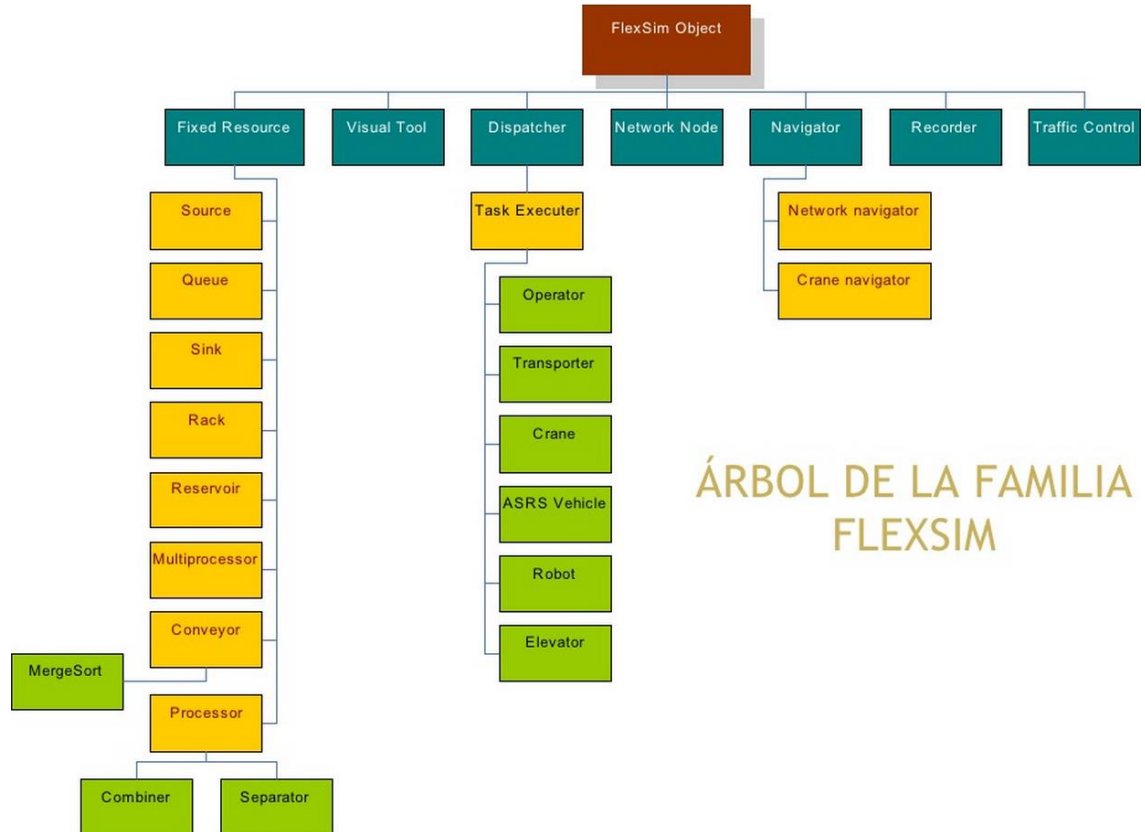 FlexSim Object
Fixed Resource
Visual Tool
Dispatcher
Network Node
Navigator
Recorder
Traffic Control
Source
Queue
Sink
Rack
Reservoir
Multiprocessor
Conveyor
MergeSort
Processor
Combiner
Separator
Task Executer
Operator
Transporter
Crane
ASRS Vehicle
Robot
Elevator
Network navigator
Crane navigator
ÁRBOL DE LA FAMILIA
FLEXSIM